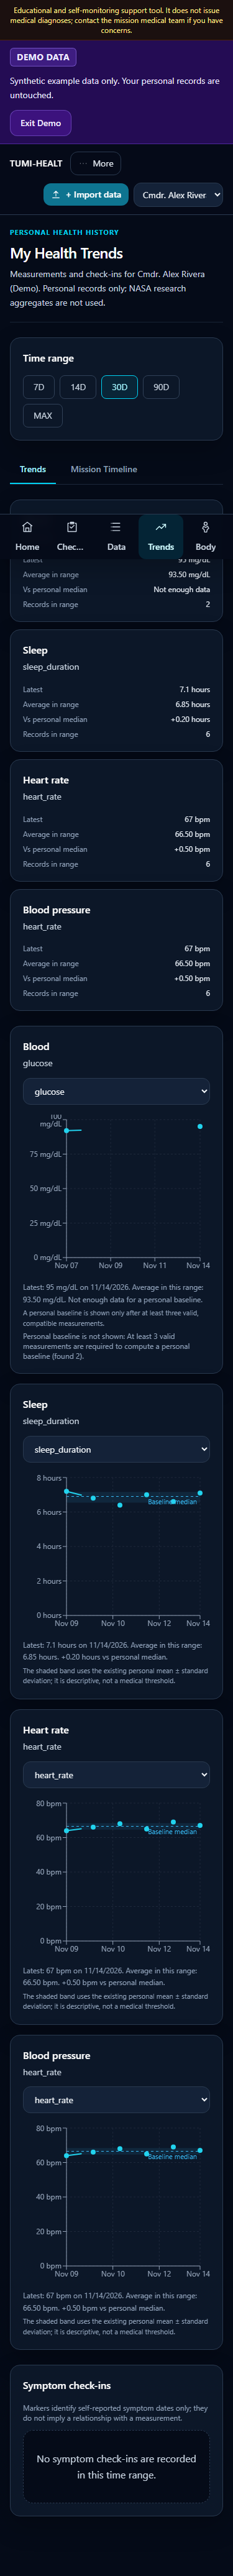 Educational and self-monitoring support tool. It does not issue
medical diagnoses; contact the mission medical team if you have
concerns.
DEMO DATA
Synthetic example data only. Your personal records are
untouched.
Exit Demo
TUMI-HEALT
··· More
+ Import data
Cmdr. Alex River
PERSONAL HEALTH HISTORY
My Health Trends
Measurements and check-ins for Cmdr. Alex Rivera
(Demo). Personal records only; NASA research
aggregates are not used.
Time range
7D
14D
30D
90D
MAX
Trends
Mission Timeline
Home
Chec...
Data
Trends
Body
Latest
95 mg/dL
Average in range
93.50 mg/dL
Vs personal median
Not enough data
Records in range
2
Sleep
sleep_duration
Latest
7.1 hours
Average in range
6.85 hours
Vs personal median
+0.20 hours
Records in range
6
Heart rate
heart_rate
Latest
67 bpm
Average in range
66.50 bpm
Vs personal median
+0.50 bpm
Records in range
6
Blood pressure
heart_rate
Latest
67 bpm
Average in range
66.50 bpm
Vs personal median
+0.50 bpm
Records in range
6
Blood
glucose
glucose
100
mg/dL
75 mg/dL
50 mg/dL
25 mg/dL
0 mg/dL
Nov 07
Nov 09
Nov 11
Nov 14
Latest: 95 mg/dL on 11/14/2026. Average in this range:
93.50 mg/dL. Not enough data for a personal baseline.
A personal baseline is shown only after at least three valid,
compatible measurements.
Personal baseline is not shown: At least 3 valid
measurements are required to compute a personal
baseline (found 2).
Sleep
sleep_duration
sleep_duration
8 hours
6 hours
4 hours
2 hours
0 hours
Baseline median
Nov 09
Nov 10
Nov 12
Nov 14
Latest: 7.1 hours on 11/14/2026. Average in this range:
6.85 hours. +0.20 hours vs personal median.
The shaded band uses the existing personal mean ± standard
deviation; it is descriptive, not a medical threshold.
Heart rate
heart_rate
heart_rate
80 bpm
60 bpm
40 bpm
20 bpm
0 bpm
Baseline median
Nov 09
Nov 10
Nov 12
Nov 14
Latest: 67 bpm on 11/14/2026. Average in this range:
66.50 bpm. +0.50 bpm vs personal median.
The shaded band uses the existing personal mean ± standard
deviation; it is descriptive, not a medical threshold.
Blood pressure
heart_rate
heart_rate
80 bpm
60 bpm
40 bpm
20 bpm
0 bpm
Baseline median
Nov 09
Nov 10
Nov 12
Nov 14
Latest: 67 bpm on 11/14/2026. Average in this range:
66.50 bpm. +0.50 bpm vs personal median.
The shaded band uses the existing personal mean ± standard
deviation; it is descriptive, not a medical threshold.
Symptom check-ins
Markers identify self-reported symptom dates only; they
do not imply a relationship with a measurement.
No symptom check-ins are recorded
in this time range.